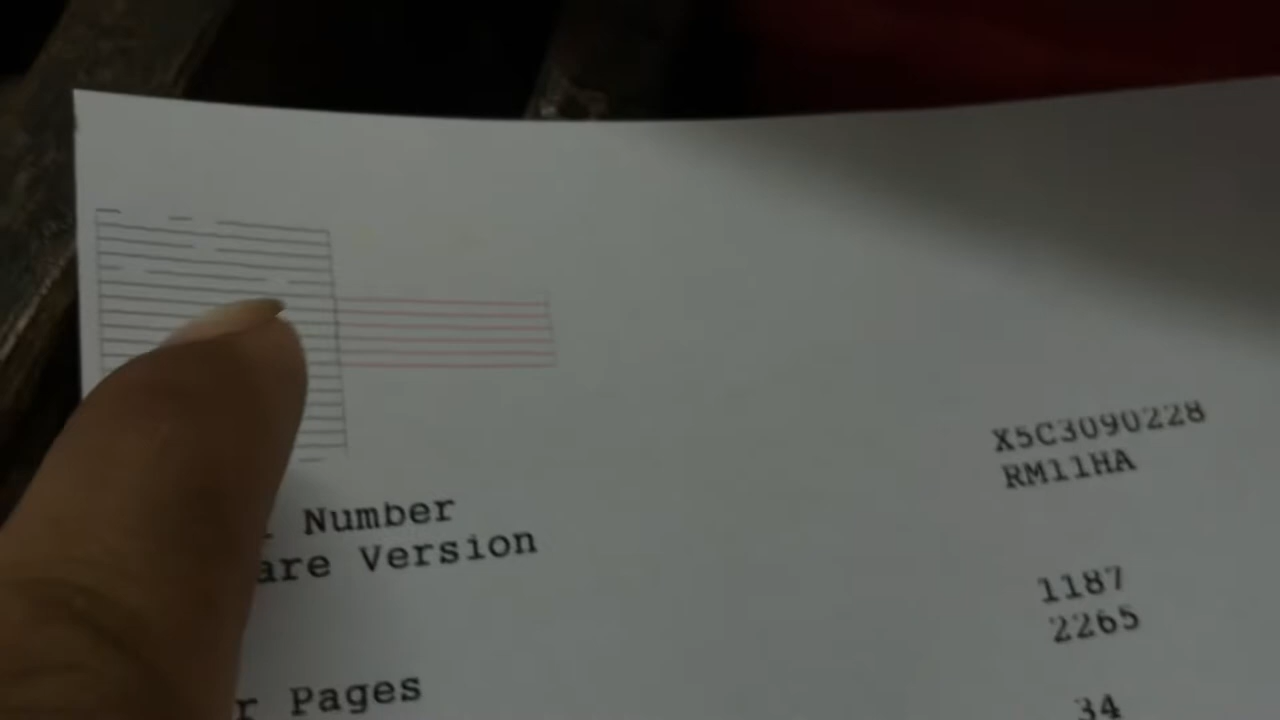 Number X5C3090228
are Version RM11HA
1187
2265
r Pages 34